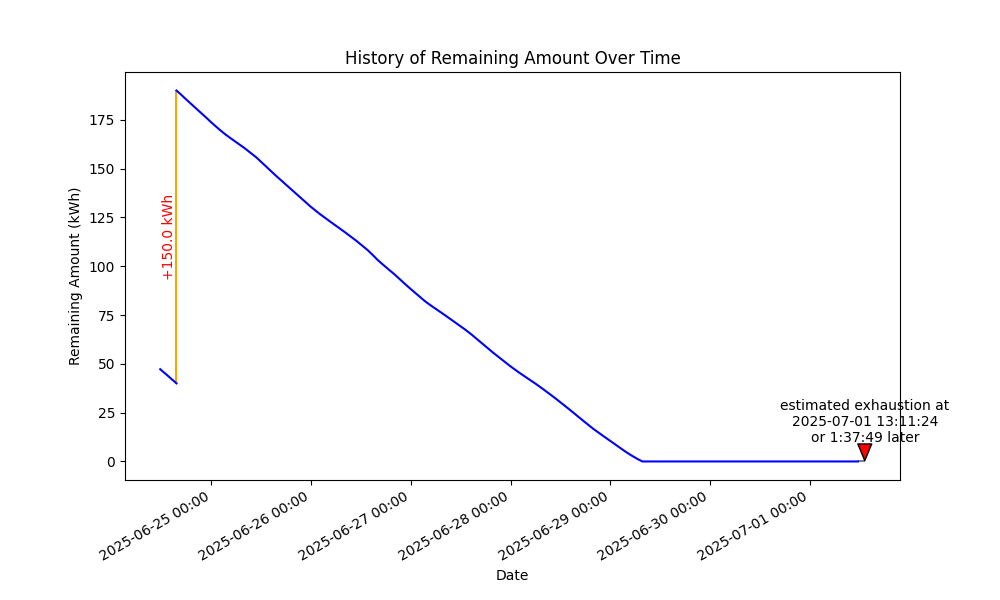 History of Remaining Amount Over Time
Remaining Amount (kWh)
175
150
125
100
75
50
25
0
+150.0 kWh
estimated exhaustion at
2025-07-01 13:11:24
or 1:37:49 later
2025-06-25 00:00
2025-06-26 00:00
2025-06-27 00:00
2025-06-28 00:00
2025-06-29 00:00
2025-06-30 00:00
2025-07-01 00:00
Date